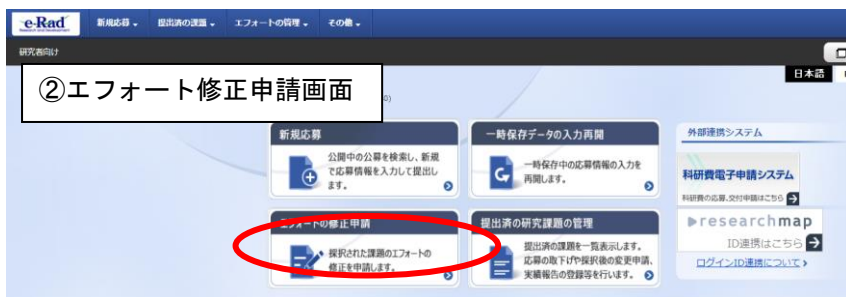 e-Rad
新規応募
提出済の課題
エフォートの管理
その他
研究者向け
②エフォート修正申請画面
日本語
新規応募
公開中の公募を検索し、新規
で応募情報を入力して提出し
ます。
一時保存データの入力再開
一時保存中の応募情報の入力を
再開します。
外部連携システム
科研費電子申請システム
科研費の応募、交付申請はこちら
エフォートの修正申請
採択された課題のエフォートの
修正を申請します。
提出済の研究課題の管理
提出済の課題を一覧表示します。
応募の取下げや採択後の変更申請、
実績報告の登録等を行います。
researchmap
ID連携はこちら
ログインID連携について